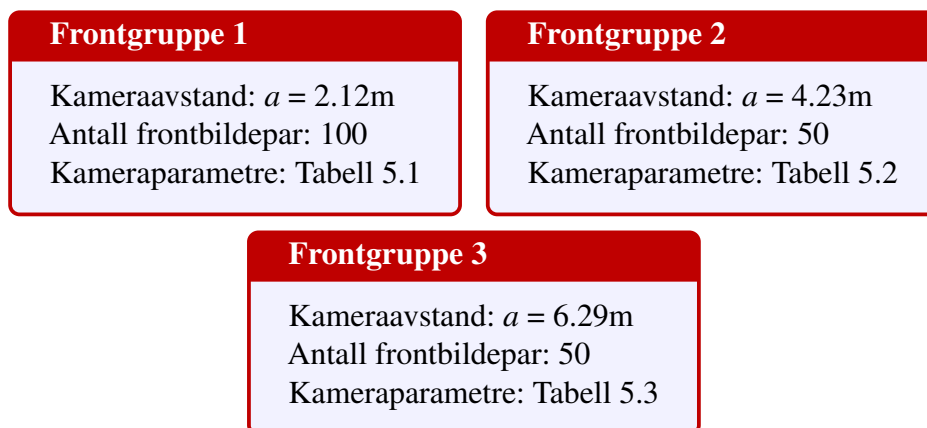 Frontgruppe 1
Kameraavstand: a = 2.12m
Antall frontbildepar: 100
Kameraparametre: Tabell 5.1
Frontgruppe 2
Kameraavstand: a = 4.23m
Antall frontbildepar: 50
Kameraparametre: Tabell 5.2
Frontgruppe 3
Kameraavstand: a = 6.29m
Antall frontbildepar: 50
Kameraparametre: Tabell 5.3